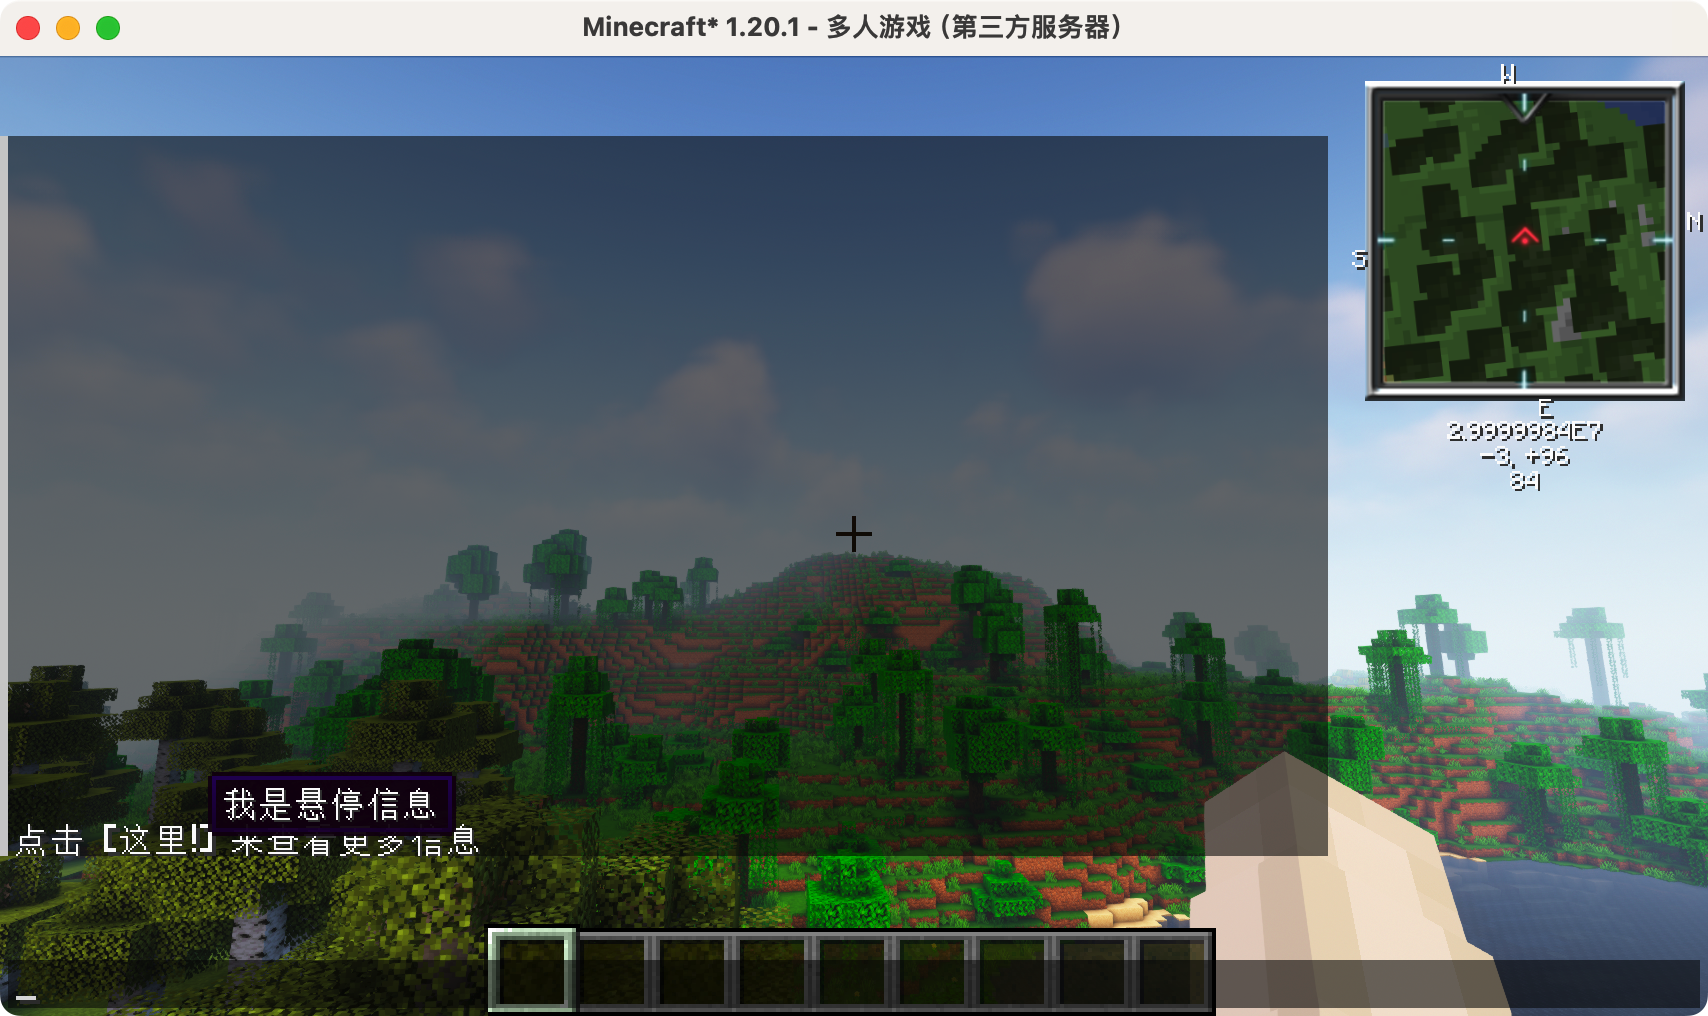 Minecraft* 1.20.1 - 多人游戏（第三方服务器）
W
N
S
E
2.9999984E7
-3, +96
84
我是悬停信息
点击 [这里!] 来查看更多信息